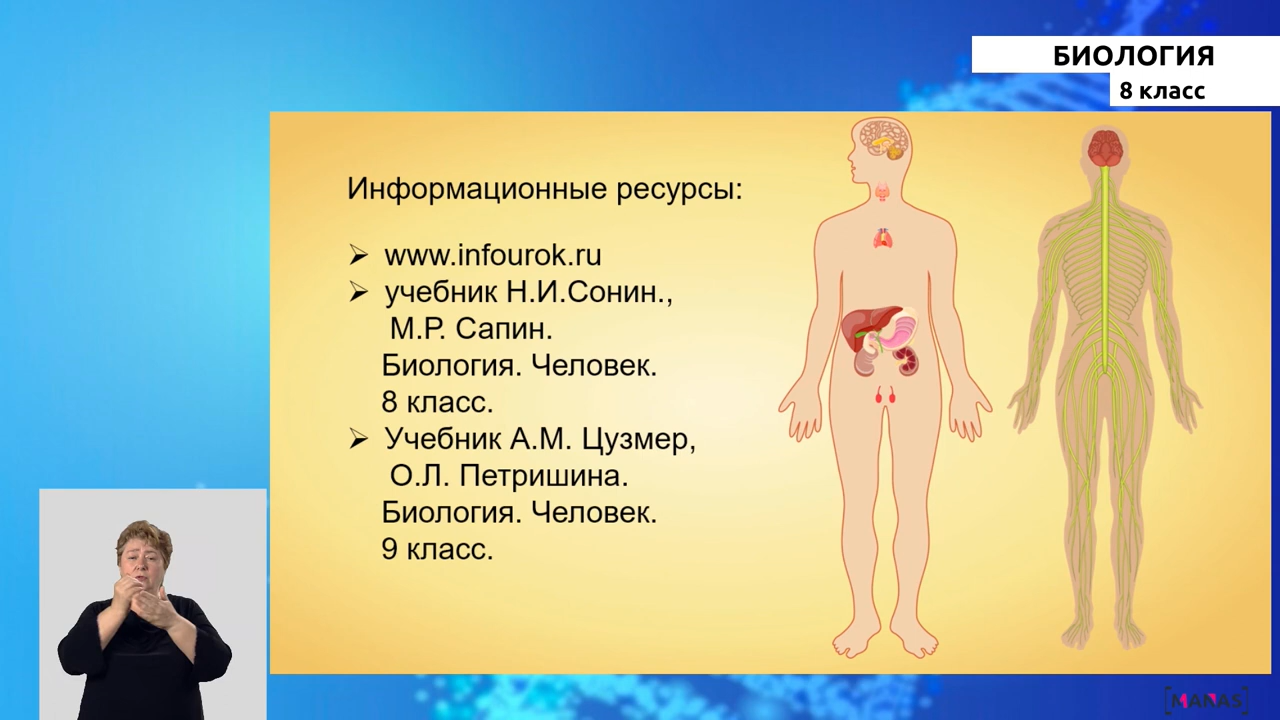 БИОЛОГИЯ
8 класс
Информационные ресурсы:
➢ www.infourok.ru
➢ учебник Н.И.Сонин.,
М.Р. Сапин.
Биология. Человек.
8 класс.
➢ Учебник А.М. Цузмер,
О.Л. Петришина.
Биология. Человек.
9 класс.
[MANAS]